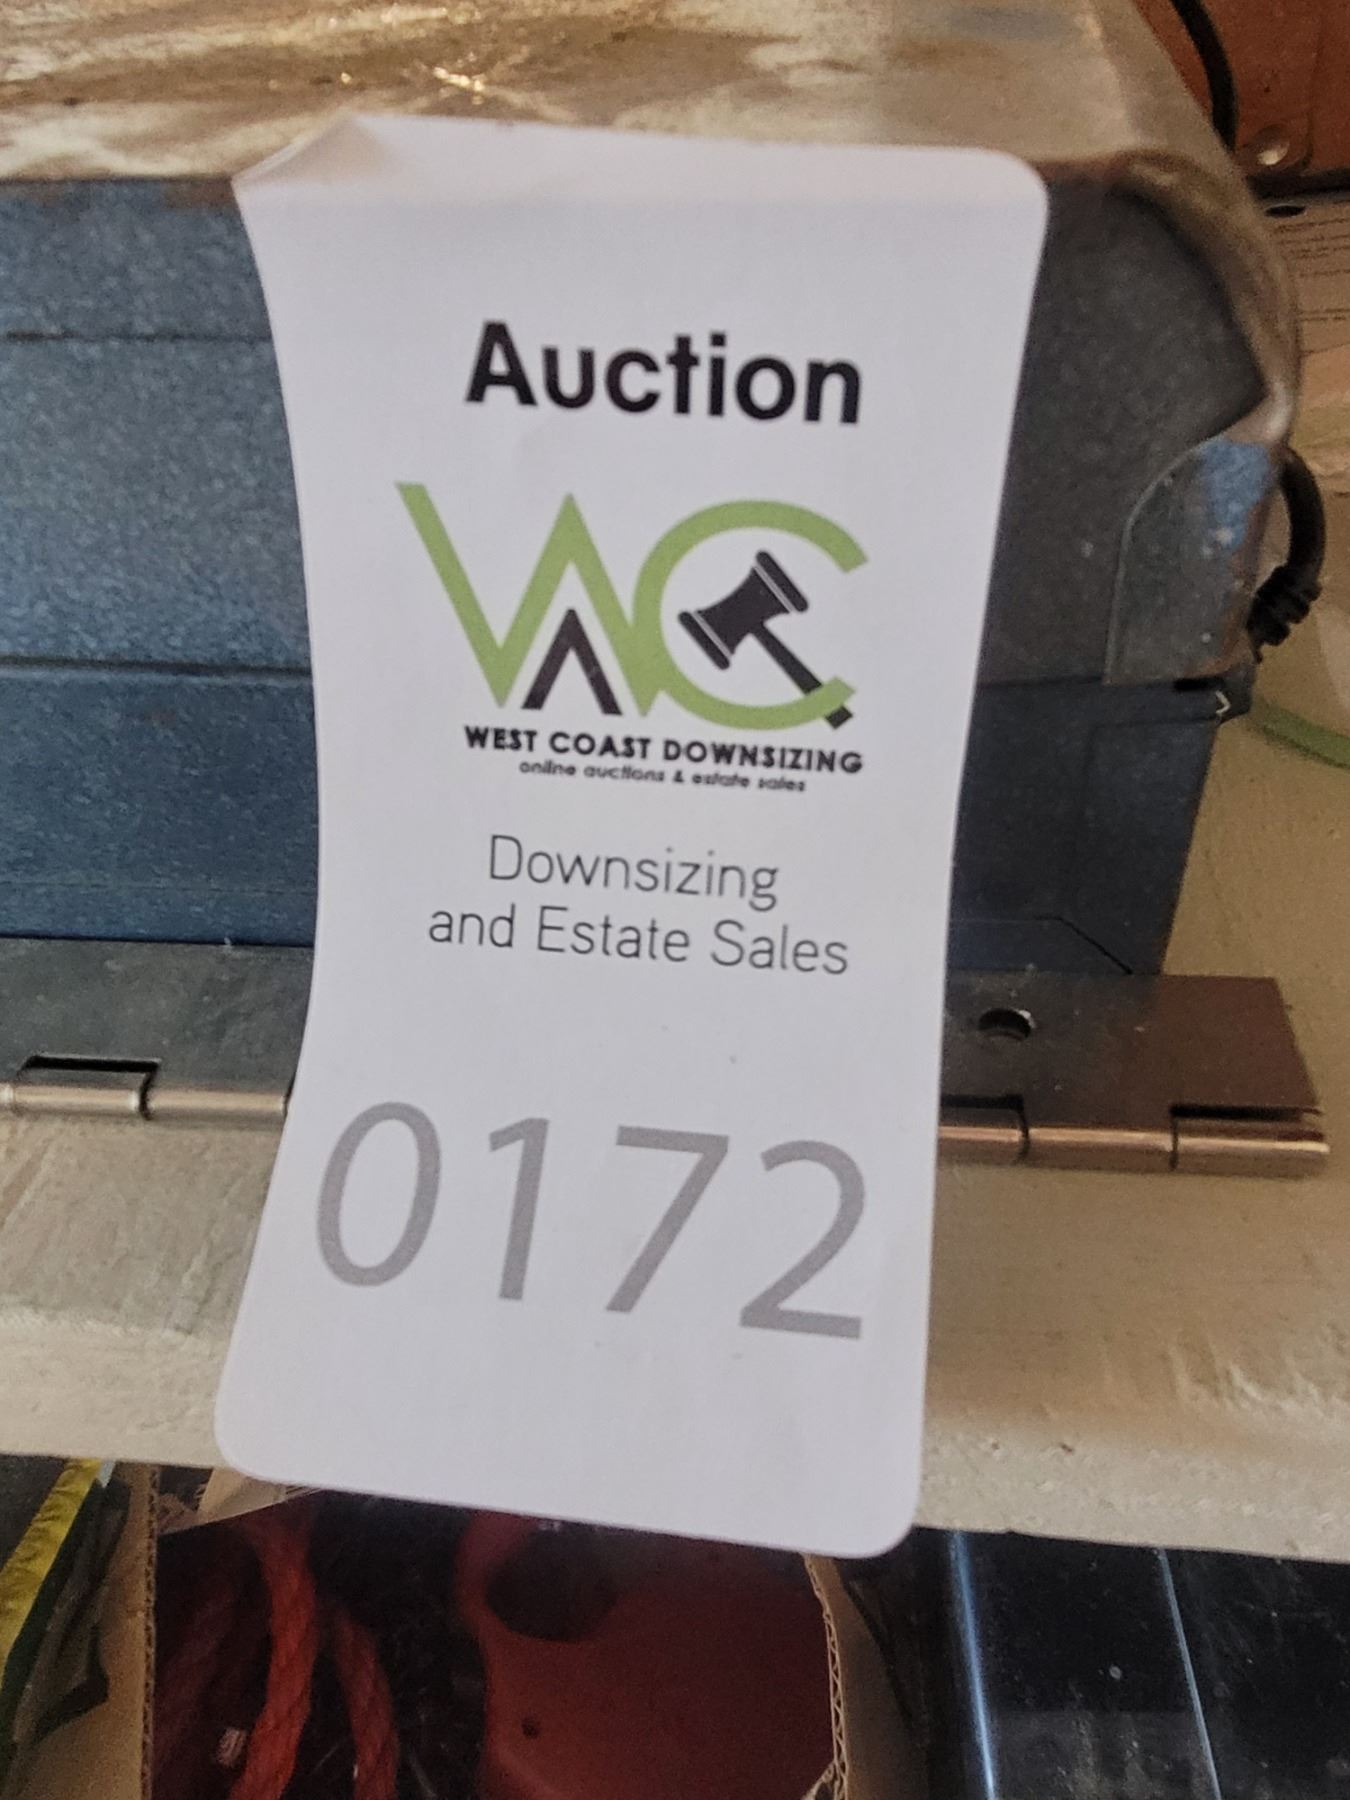 Auction
WC
WEST COAST DOWNSIZING
online auctions & estate sales
Downsizing
and Estate Sales
0172